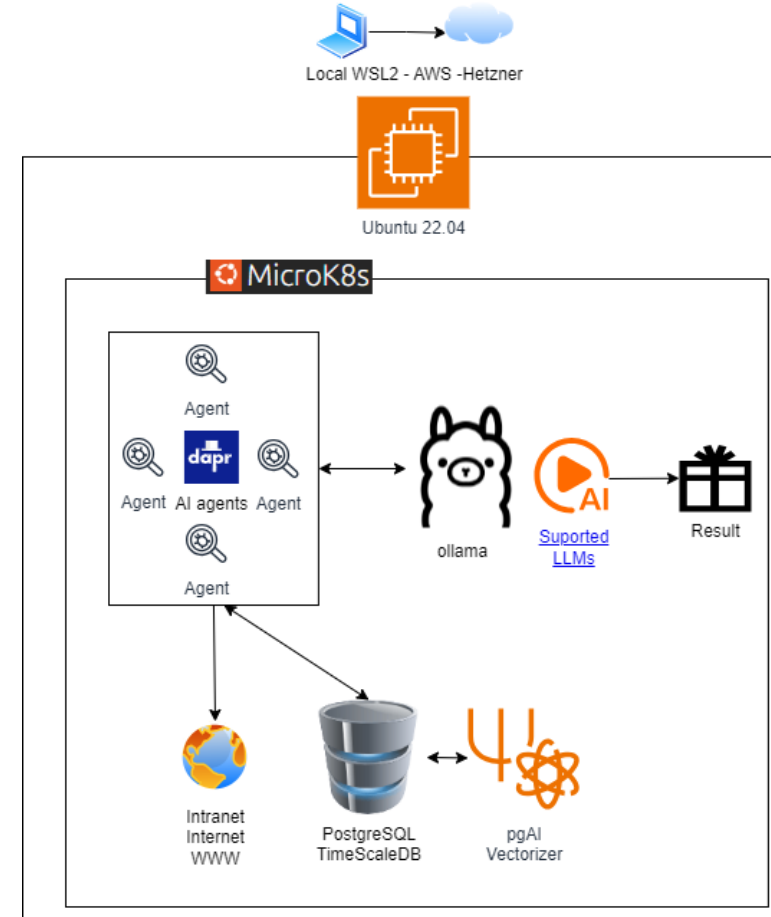 Local WSL2 - AWS -Hetzner
Ubuntu 22.04
MicroK8s
Agent
dapr
Agent
AI agents
Agent
Agent
ollama
AI
Suported
LLMs
Result
Intranet
Internet
WWW
PostgreSQL
TimeScaleDB
pgAI
Vectorizer